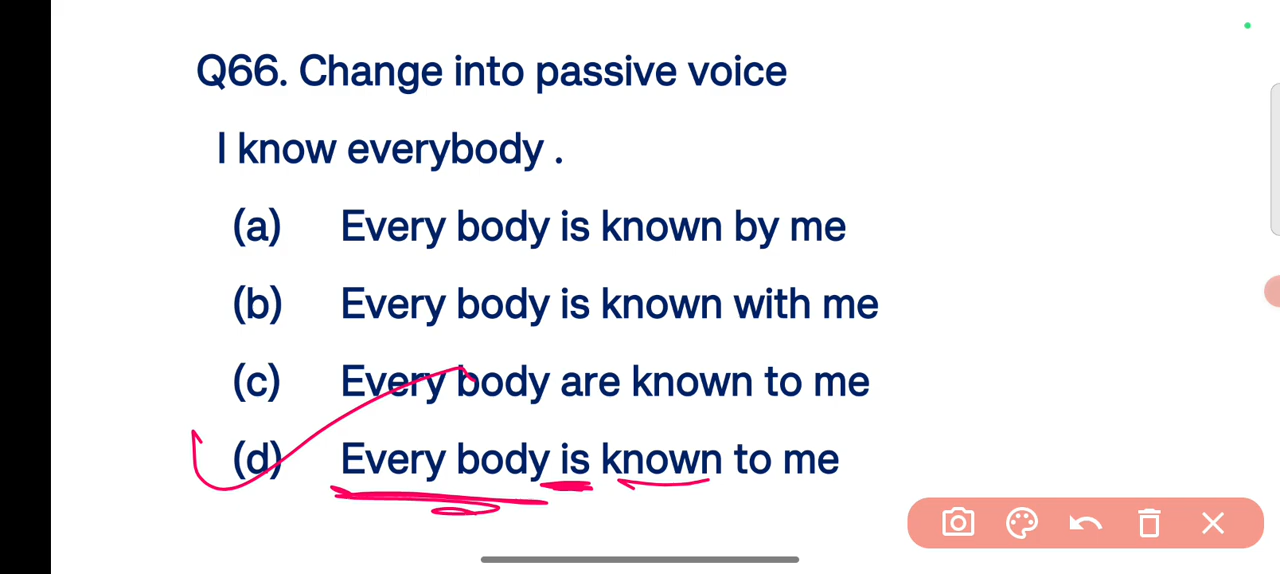 Q66. Change into passive voice
I know everybody .
(a) Every body is known by me
(b) Every body is known with me
(c) Every body are known to me
(d) Every body is known to me